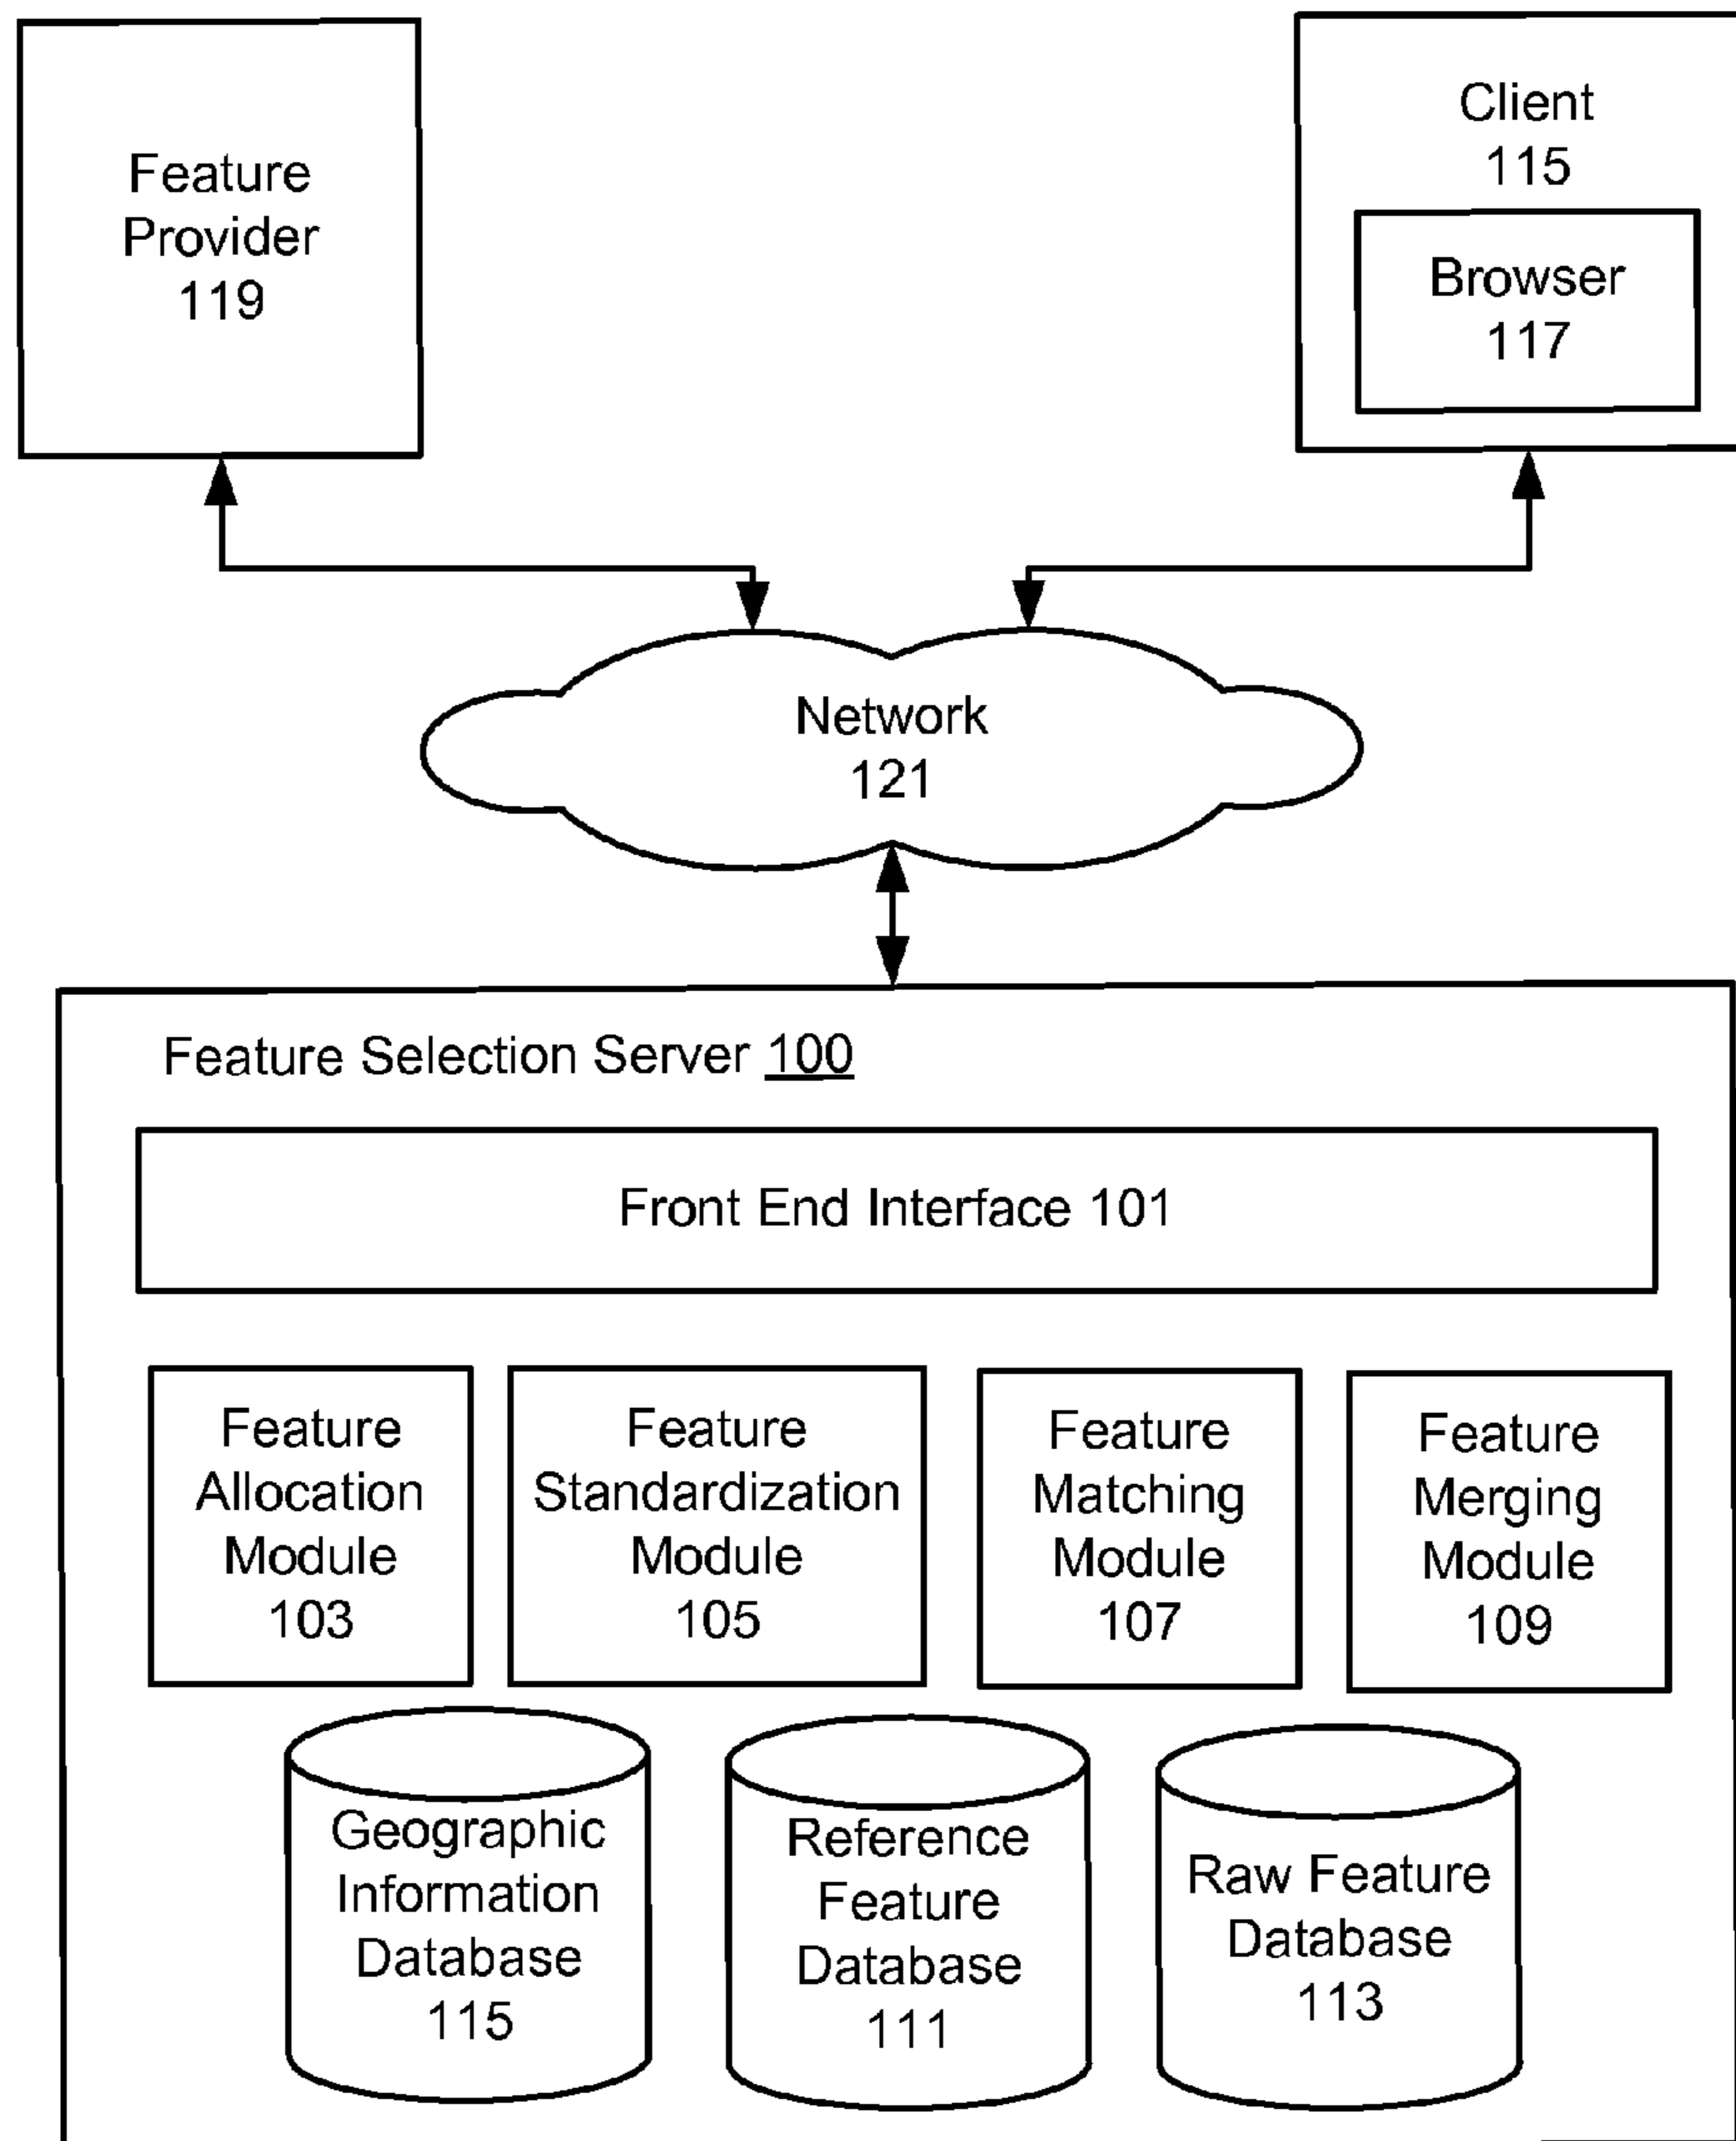 Feature
Provider
119
Client
115
Browser
117
Network
121
Feature Selection Server 100
Front End Interface 101
Feature
Allocation
Module
103
Feature
Standardization
Module
105
Feature
Matching
Module
107
Feature
Merging
Module
109
Geographic
Information
Database
115
Reference
Feature
Database
111
Raw Feature
Database
113